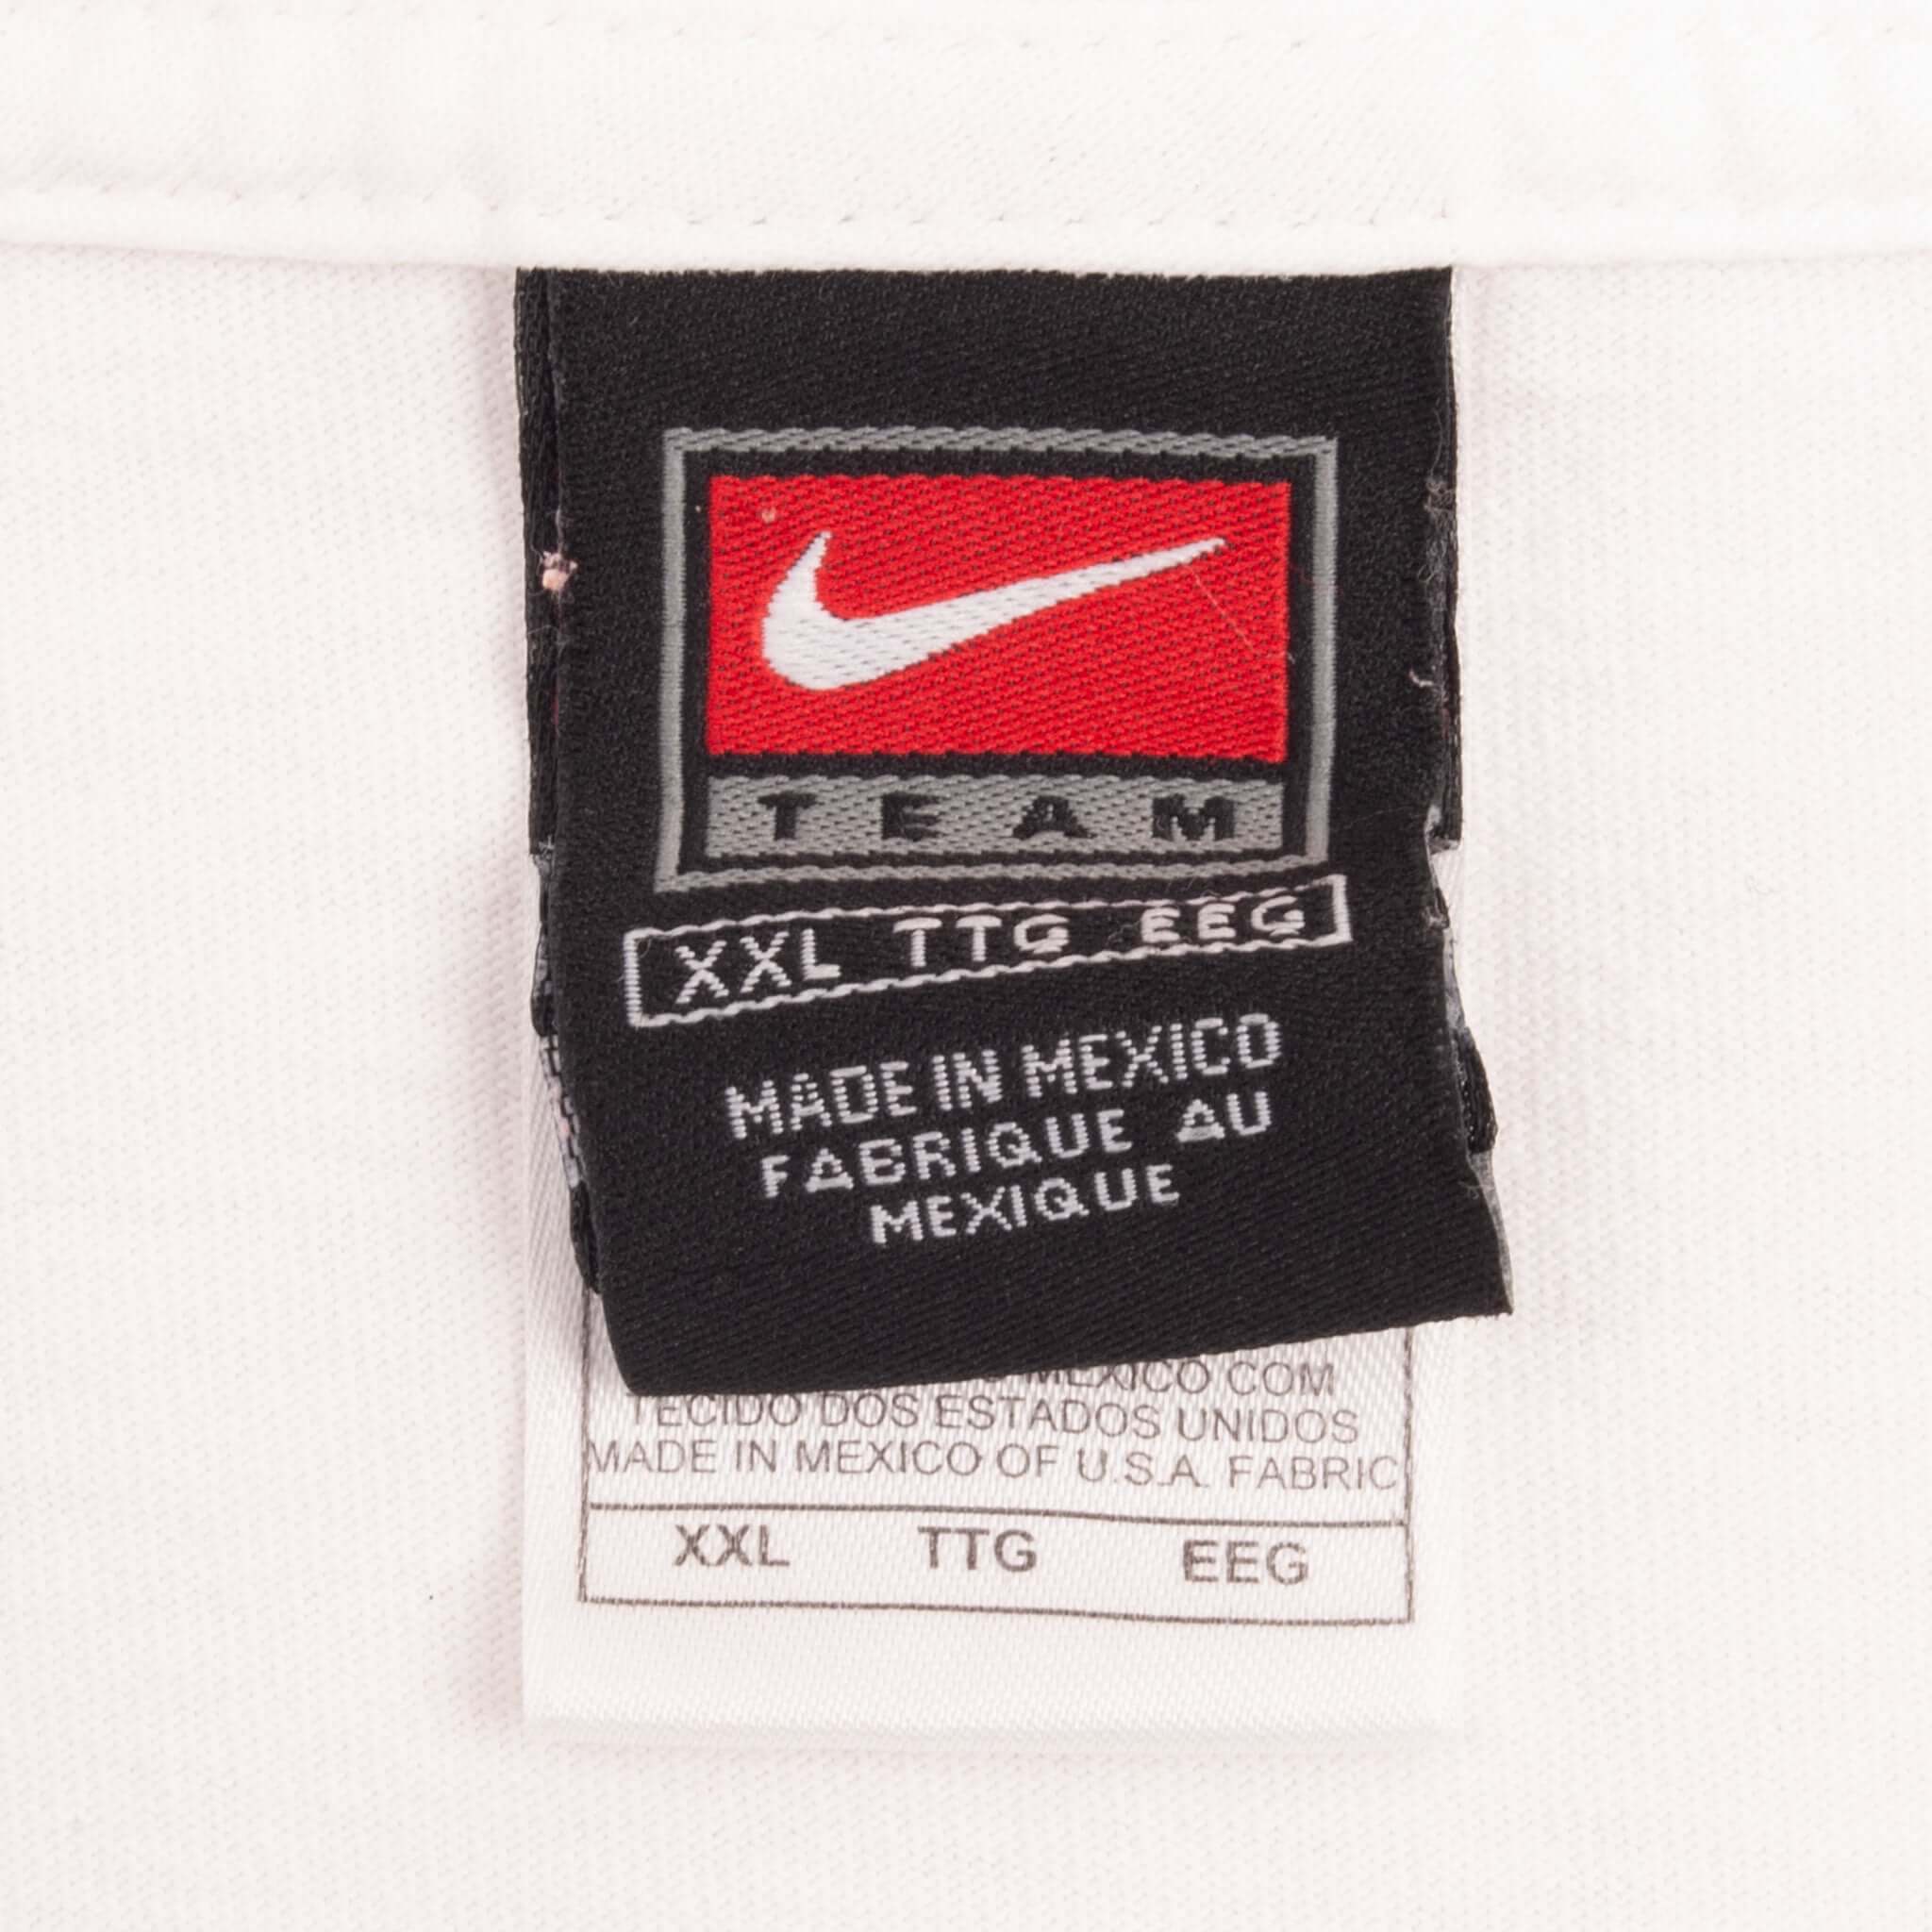 TEAM
XXL TTG EEG
MADE IN MEXICO
FABRIQUE AU
MEXIQUE
MEXICO COM
TECIDO DOS ESTADOS UNIDOS
MADE IN MEXICO OF U.S.A. FABRIC
XXL TTG EEG